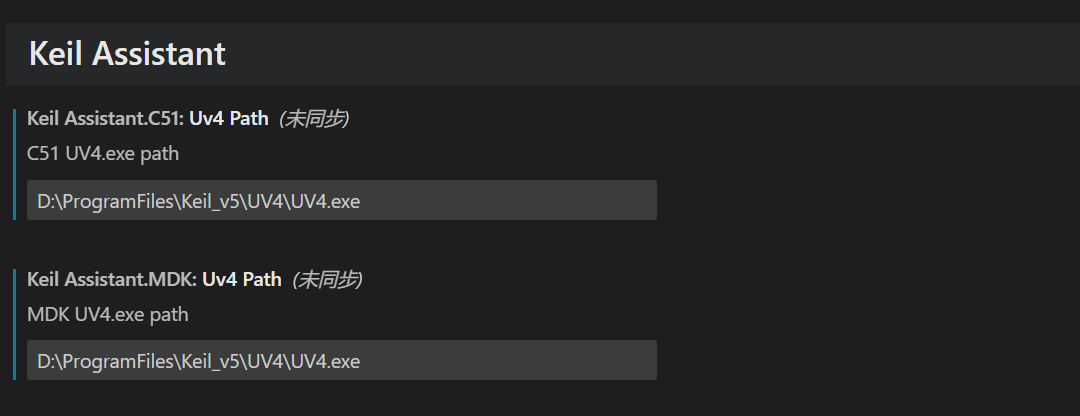 Keil Assistant
Keil Assistant.C51: Uv4 Path (未同步)
C51 UV4.exe path
D:\ProgramFiles\Keil_v5\UV4\UV4.exe
Keil Assistant.MDK: Uv4 Path (未同步)
MDK UV4.exe path
D:\ProgramFiles\Keil_v5\UV4\UV4.exe